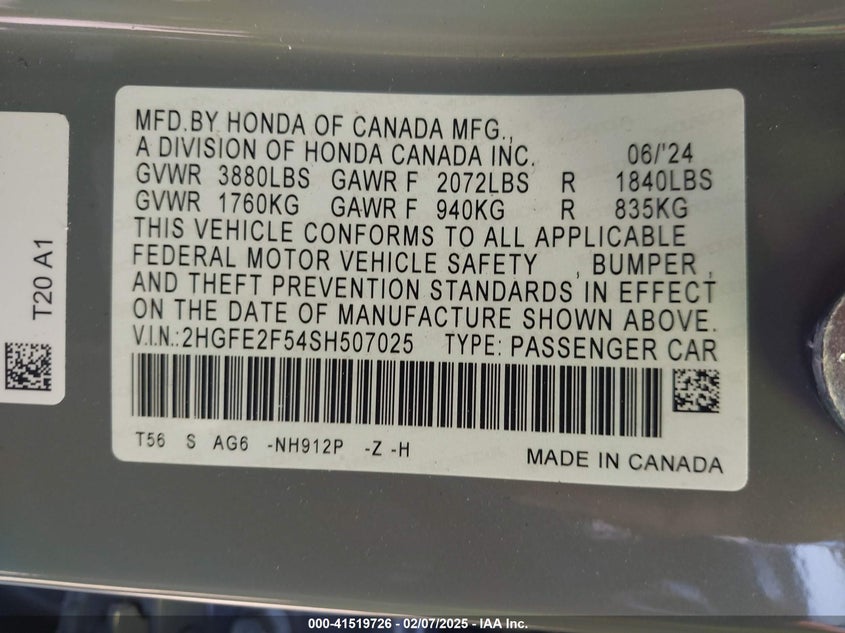 MFD.BY HONDA OF CANADA MFG.,
A DIVISION OF HONDA CANADA INC. 06/'24
GVWR 3880LBS GAWR F 2072LBS R 1840LBS
GVWR 1760KG GAWR F 940KG R 835KG
THIS VEHICLE CONFORMS TO ALL APPLICABLE
FEDERAL MOTOR VEHICLE SAFETY , BUMPER ,
AND THEFT PREVENTION STANDARDS IN EFFECT
ON THE DATE OF MANUFACTURE SHOWN ABOVE.
V.I.N.:2HGFE2F54SH507025 TYPE: PASSENGER CAR
T56 S AG6 -NH912P -Z -H
MADE IN CANADA
T20 A1
000-41519726 - 02/07/2025 - IAA Inc.